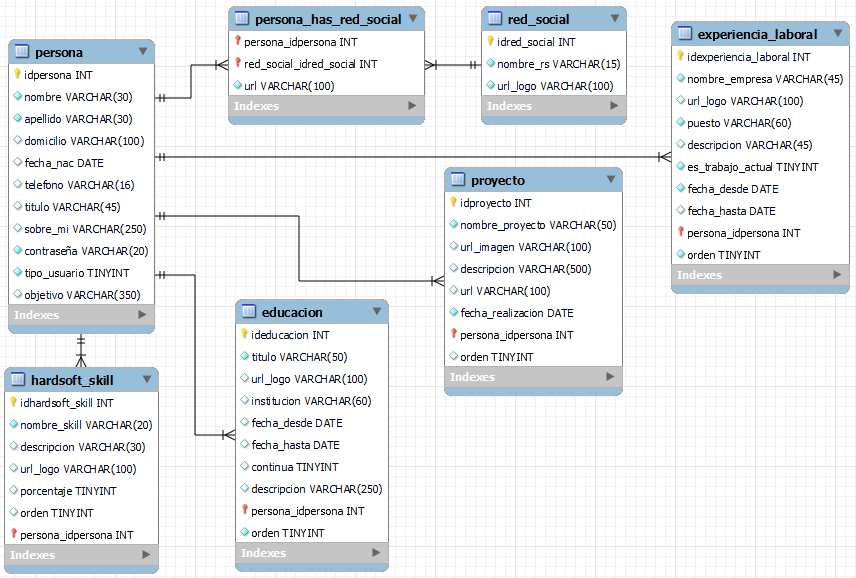 persona
idpersona INT
nombre VARCHAR(30)
apellido VARCHAR(30)
domicilio VARCHAR(100)
fecha_nac DATE
telefono VARCHAR(16)
titulo VARCHAR(45)
sobre_mi VARCHAR(250)
contraseña VARCHAR(20)
tipo_usuario TINYINT
objetivo VARCHAR(350)
Indexes
persona_has_red_social
persona_idpersona INT
red_social_idred_social INT
url VARCHAR(100)
Indexes
red_social
idred_social INT
nombre_rs VARCHAR(15)
url_logo VARCHAR(100)
Indexes
experiencia_laboral
idexperiencia_laboral INT
nombre_empresa VARCHAR(45)
url_logo VARCHAR(100)
puesto VARCHAR(60)
descripcion VARCHAR(45)
es_trabajo_actual TINYINT
fecha_desde DATE
fecha_hasta DATE
persona_idpersona INT
orden TINYINT
Indexes
proyecto
idproyecto INT
nombre_proyecto VARCHAR(50)
url_imagen VARCHAR(100)
descripcion VARCHAR(500)
url VARCHAR(100)
fecha_realizacion DATE
persona_idpersona INT
orden TINYINT
Indexes
educacion
ideducacion INT
titulo VARCHAR(50)
url_logo VARCHAR(100)
institucion VARCHAR(60)
fecha_desde DATE
fecha_hasta DATE
continua TINYINT
descripcion VARCHAR(250)
persona_idpersona INT
orden TINYINT
Indexes
hardsoft_skill
idhardsoft_skill INT
nombre_skill VARCHAR(20)
descripcion VARCHAR(30)
url_logo VARCHAR(100)
porcentaje TINYINT
orden TINYINT
persona_idpersona INT
Indexes